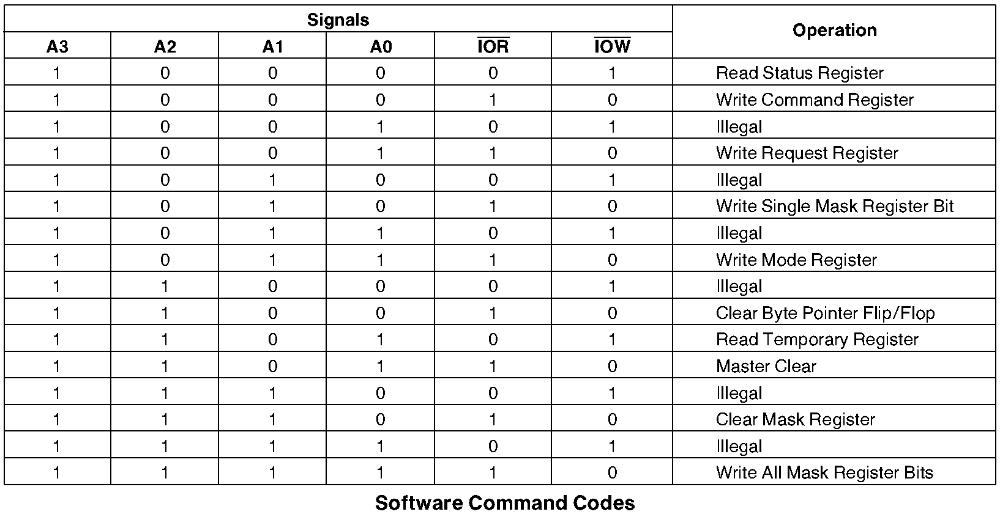 Signals Operation
A3 A2 A1 A0 I̅O̅R̅ I̅O̅W̅
1 0 0 0 0 1 Read Status Register
1 0 0 0 1 0 Write Command Register
1 0 0 1 0 1 Illegal
1 0 0 1 1 0 Write Request Register
1 0 1 0 0 1 Illegal
1 0 1 0 1 0 Write Single Mask Register Bit
1 0 1 1 0 1 Illegal
1 0 1 1 1 0 Write Mode Register
1 1 0 0 0 1 Illegal
1 1 0 0 1 0 Clear Byte Pointer Flip/Flop
1 1 0 1 0 1 Read Temporary Register
1 1 0 1 1 0 Master Clear
1 1 1 0 0 1 Illegal
1 1 1 0 1 0 Clear Mask Register
1 1 1 1 0 1 Illegal
1 1 1 1 1 0 Write All Mask Register Bits
Software Command Codes